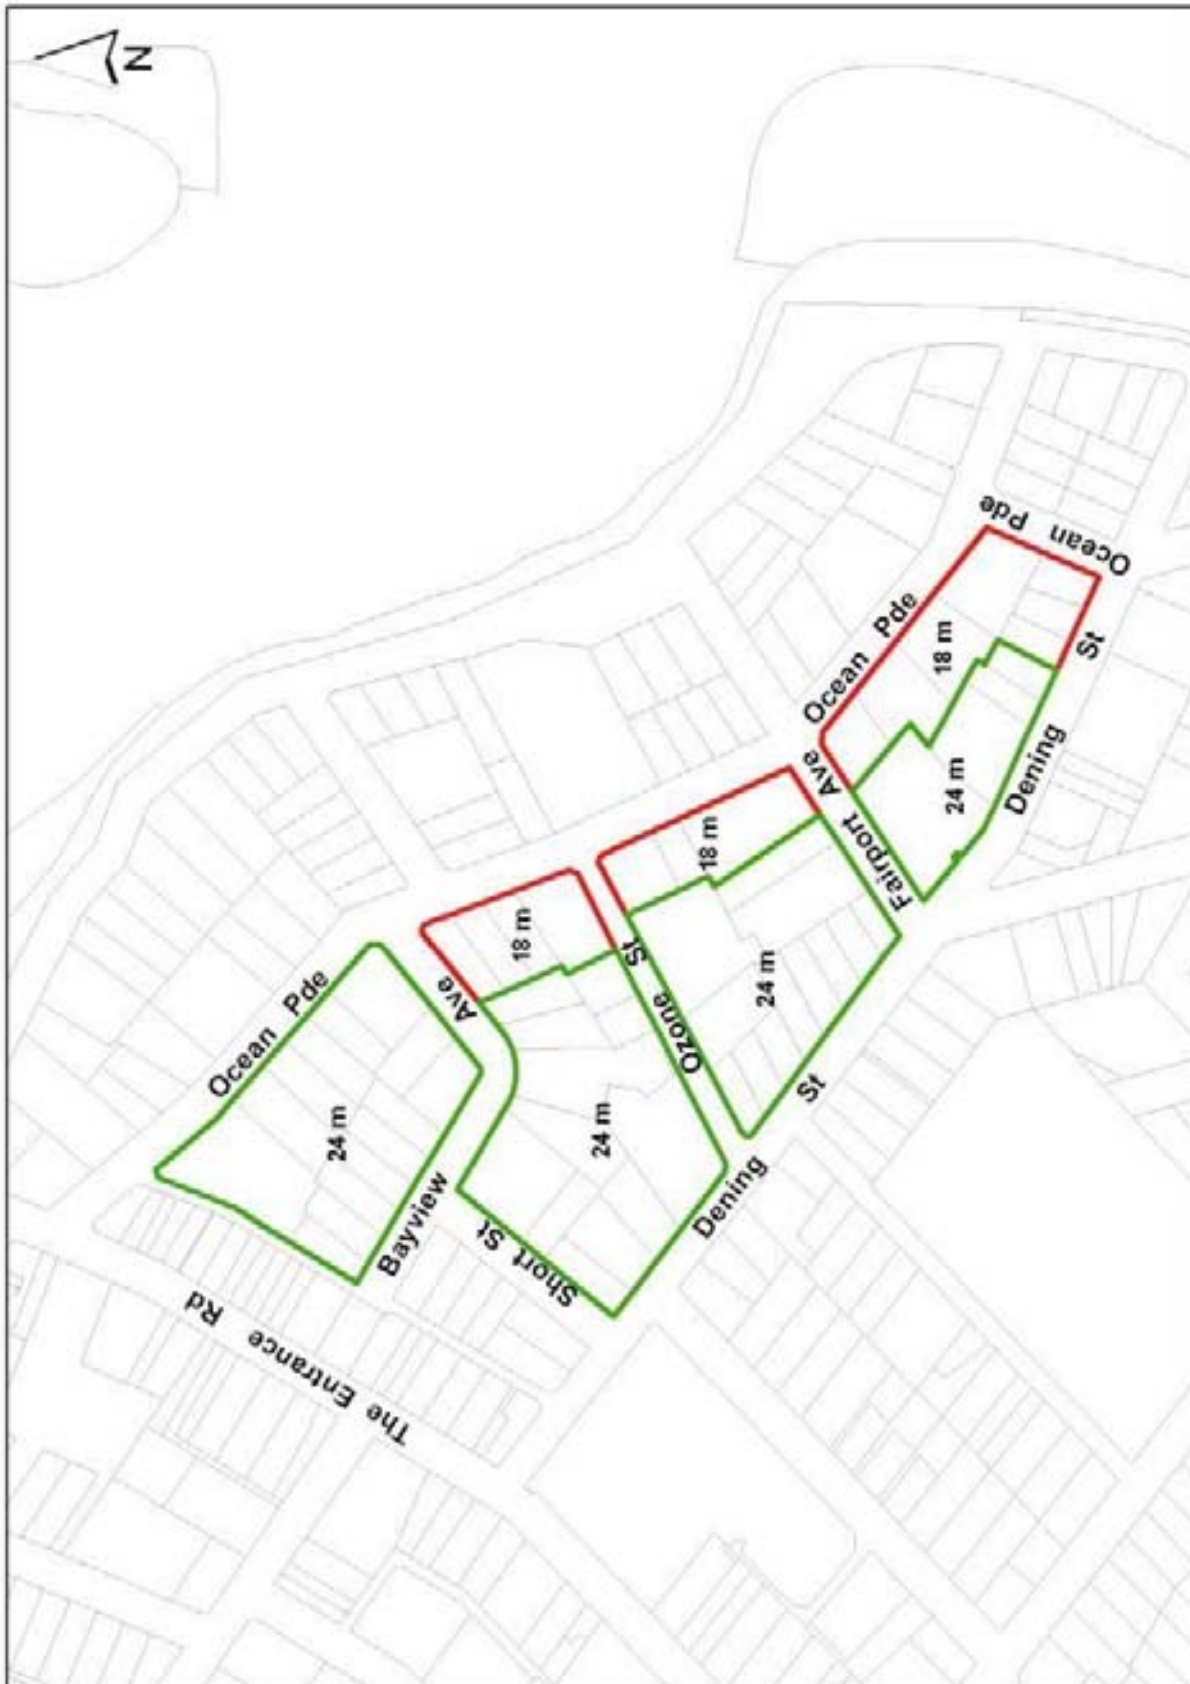 N
Ocean Pde
Ocean Pde
18 m
St
Ocean Pde
Ave
24 m
Dening
18 m
Fairport
18 m
St
Ave
24 m
Ocean Pde
Ozone
St
24 m
24 m
Bayview
Dening
Short St
The Entrance Rd